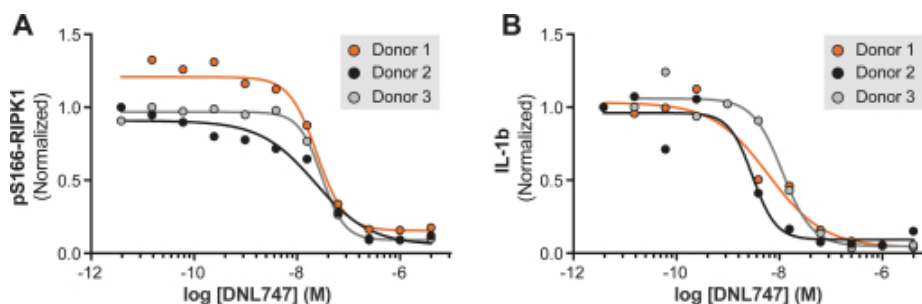 A
pS166-RIPK1
(Normalized)
1.5
1.0
0.5
0.0
-12
-10
-8
-6
log [DNL747] (M)
Donor 1
Donor 2
Donor 3
B
IL-1b
(Normalized)
1.5
1.0
0.5
0.0
-12
-10
-8
-6
log [DNL747] (M)
Donor 1
Donor 2
Donor 3